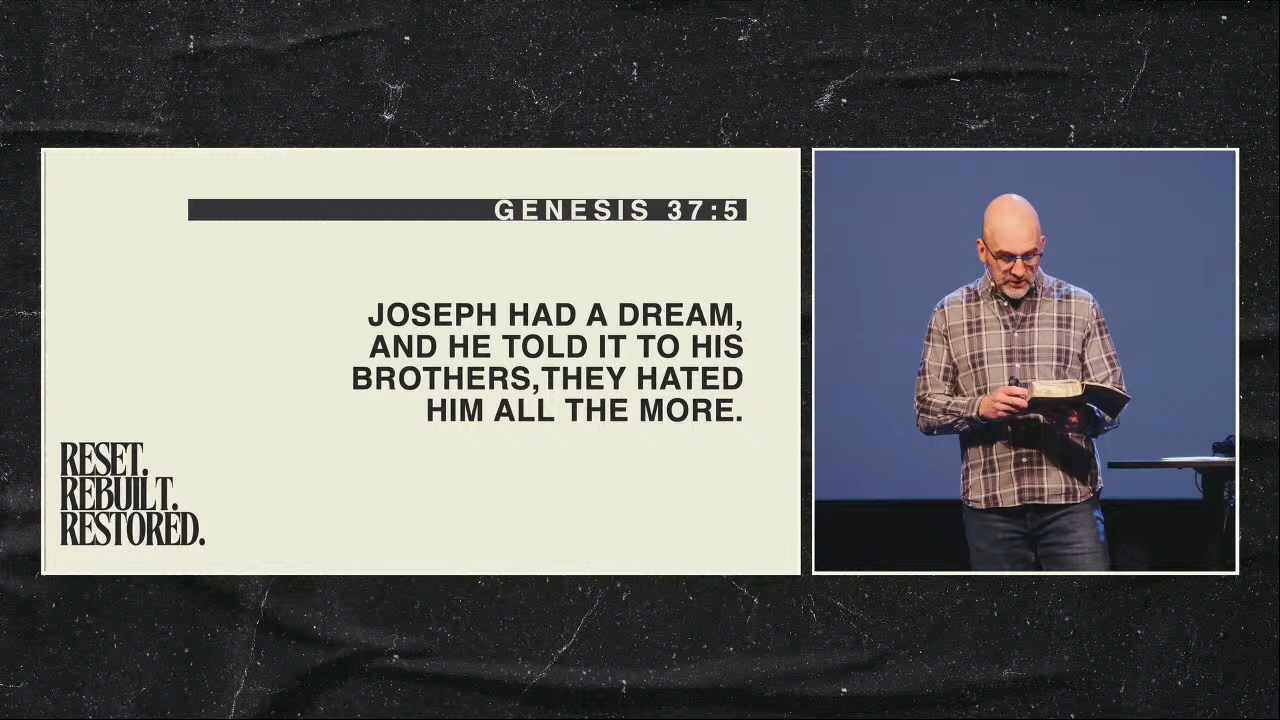 GENESIS 37:5
JOSEPH HAD A DREAM,
AND HE TOLD IT TO HIS
BROTHERS,THEY HATED
HIM ALL THE MORE.
RESET.
REBUILT.
RESTORED.